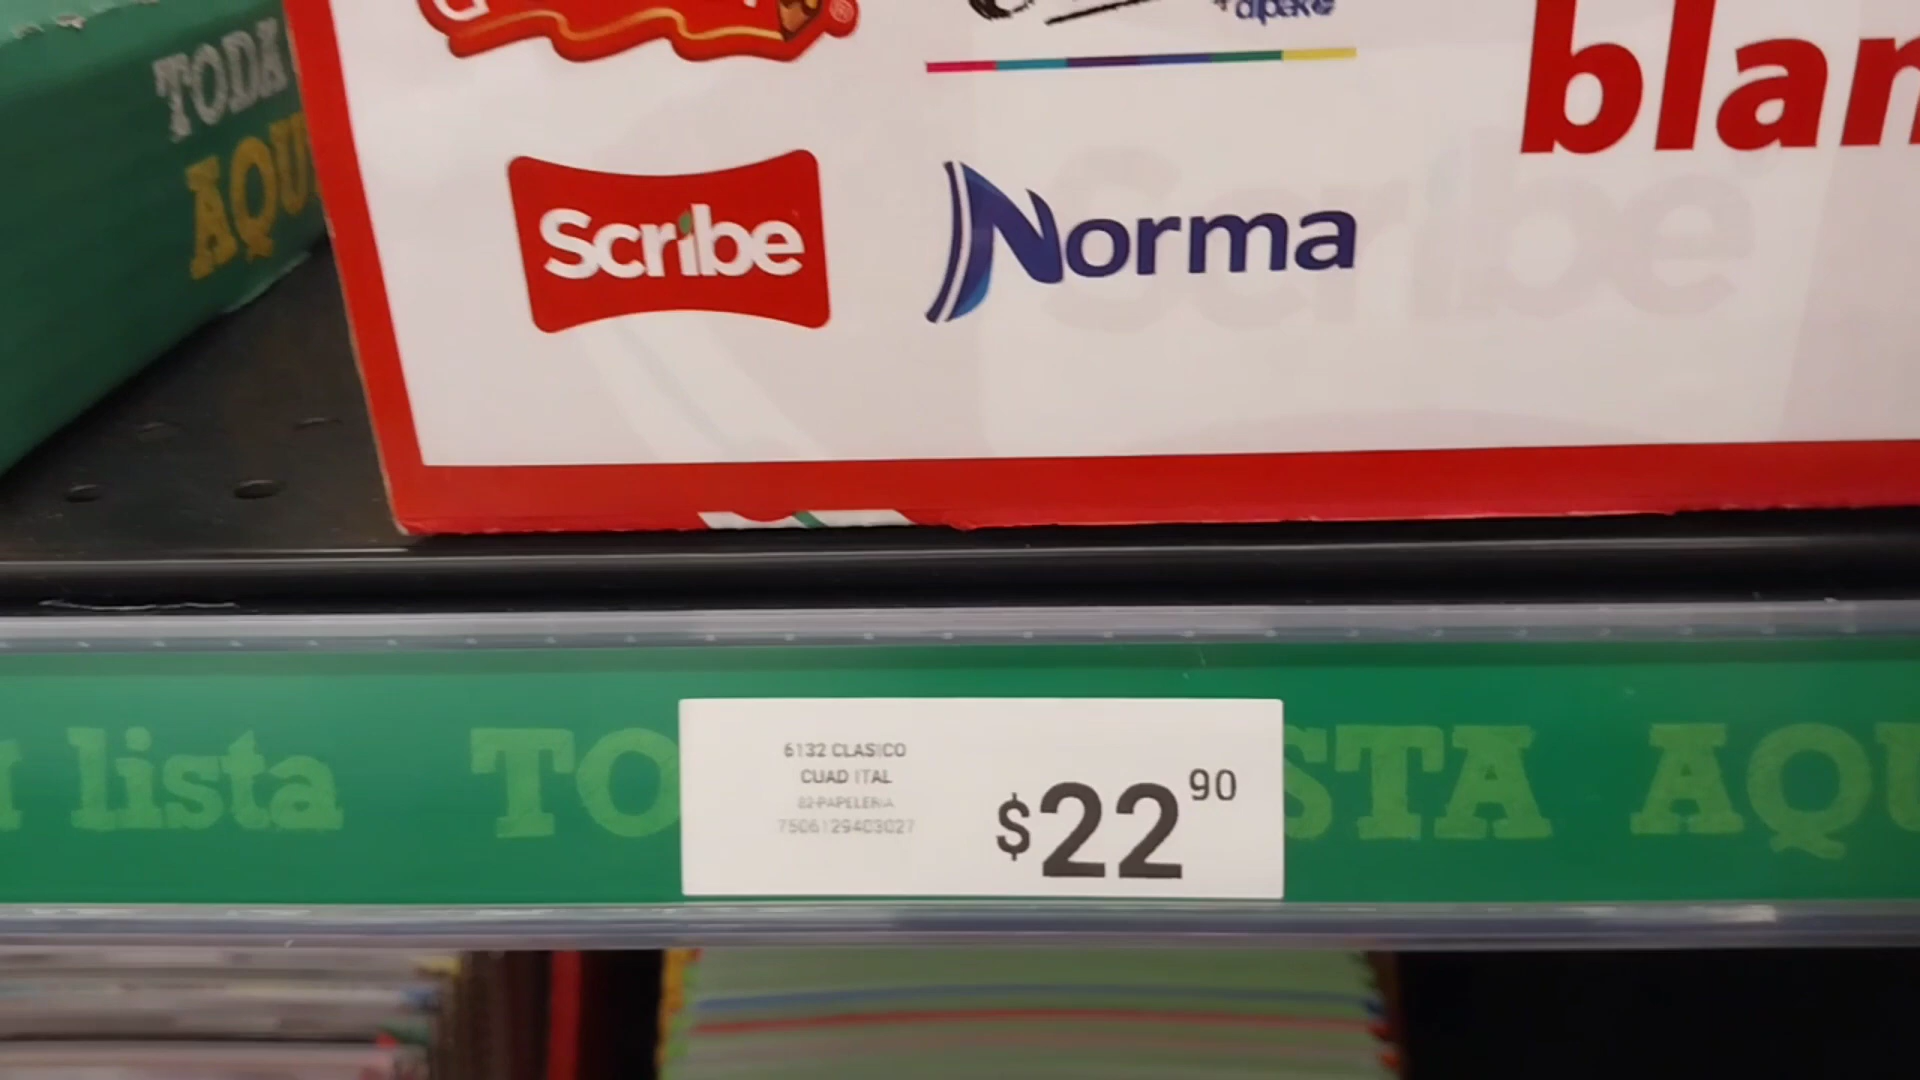 TODA
AQU
blan
Scribe
Norma
lista TO
STA AQU
6132 CLASICO
CUAD ITAL
82-PAPELERIA
7506129403027
$22 90